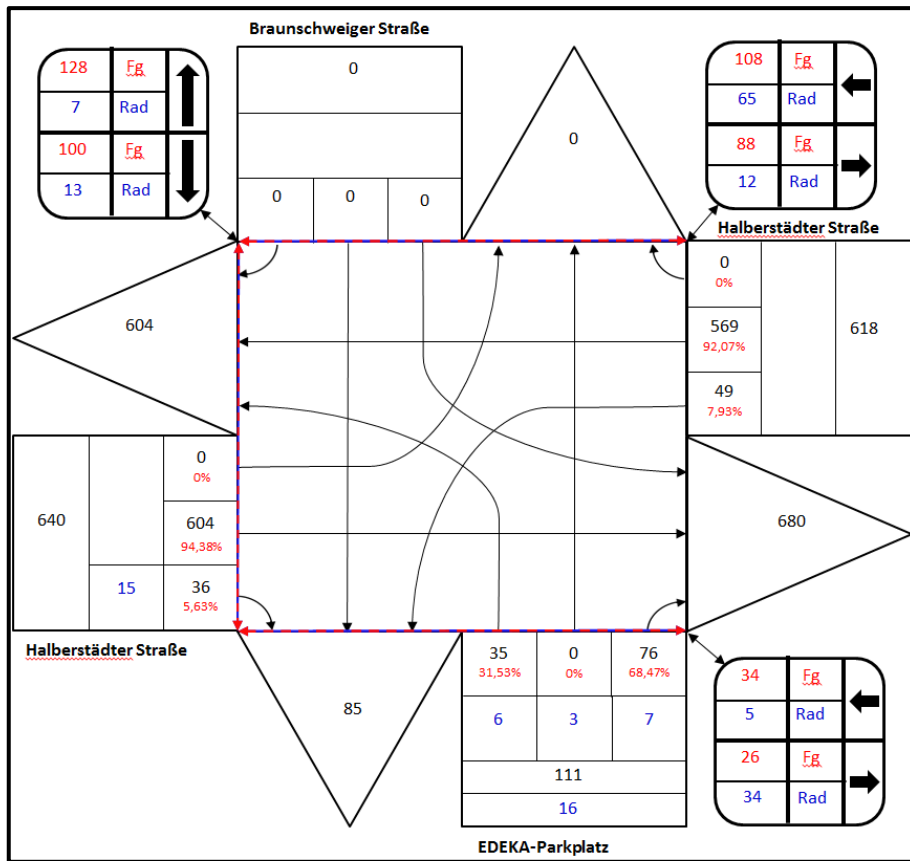 Braunschweiger Straße
128 Fg
7 Rad
100 Fg
13 Rad
0
0 0 0
0
108 Fg
65 Rad
88 Fg
12 Rad
Halberstädter Straße
604
0
0%
569
92,07%
49
7,93%
618
640
15
0
0%
604
94,38%
36
5,63%
680
Halberstädter Straße
85
35 0 76
31,53% 0% 68,47%
6 3 7
111
16
34 Fg
5 Rad
26 Fg
34 Rad
EDEKA-Parkplatz